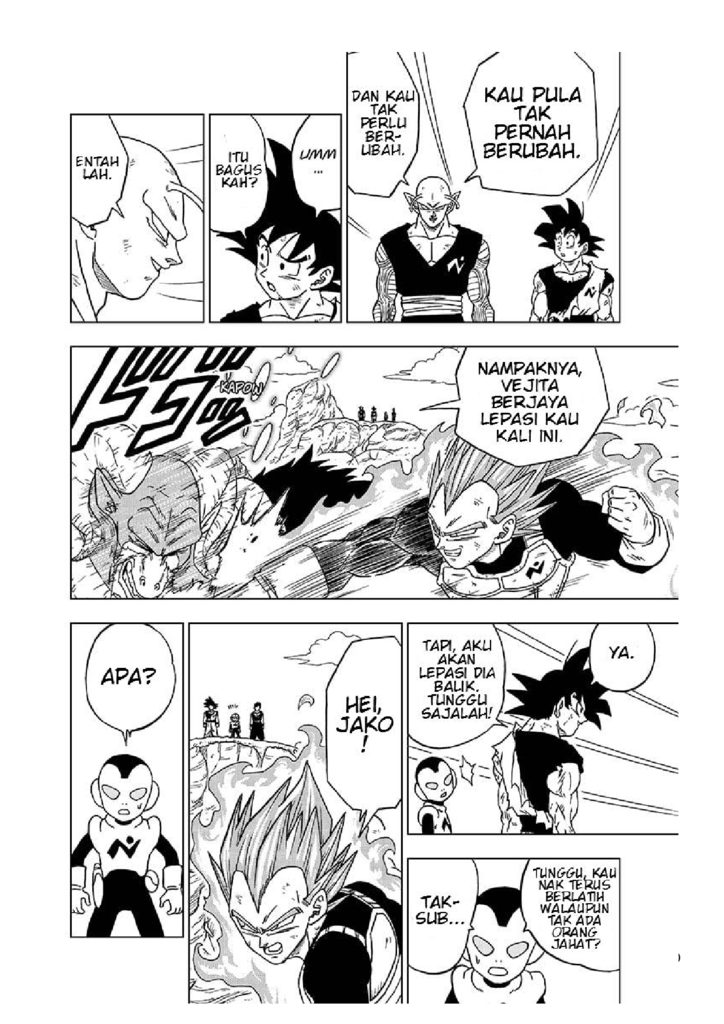 KAU PULA
TAK
PERNAH
BERUBAH.
DAN KAU
TAK
PERLU
BER-
UBAH.
UMM
...
ITU
BAGUS
KAH?
ENTAH
LAH.
KAPOW
NAMPAKNYA,
VEJITA
BERJAYA
LEPASI KAU
KALI INI.
YA.
TAPI, AKU
AKAN
LEPASI DIA
BALIK.
TUNGGU
SAJALAH!
HEI,
JAKO
!
APA?
TUNGGU, KAU
NAK TERUS
BERLATIH
WALAUPUN
TAK ADA
ORANG
JAHAT?
TAK-
SUB...